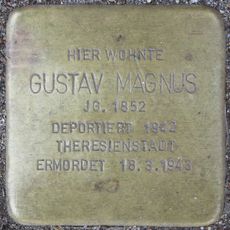 HIER WOHNTE
GUSTAV MAGNUS
JG. 1852
DEPORTIERT 1942
THERESIENSTADT
ERMORDET 18.3.1943